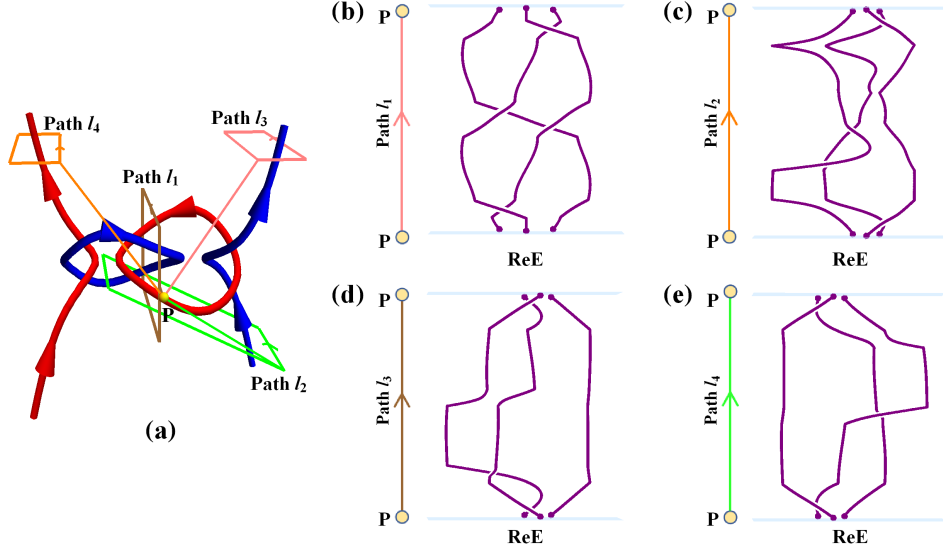 (b)
(c)
P
P
Path l₁
Path l₂
P
P
ReE
ReE
Path l₄
Path l₃
Path l₁
P
Path l₂
(a)
(d)
(e)
P
P
Path l₃
Path l₄
P
P
ReE
ReE